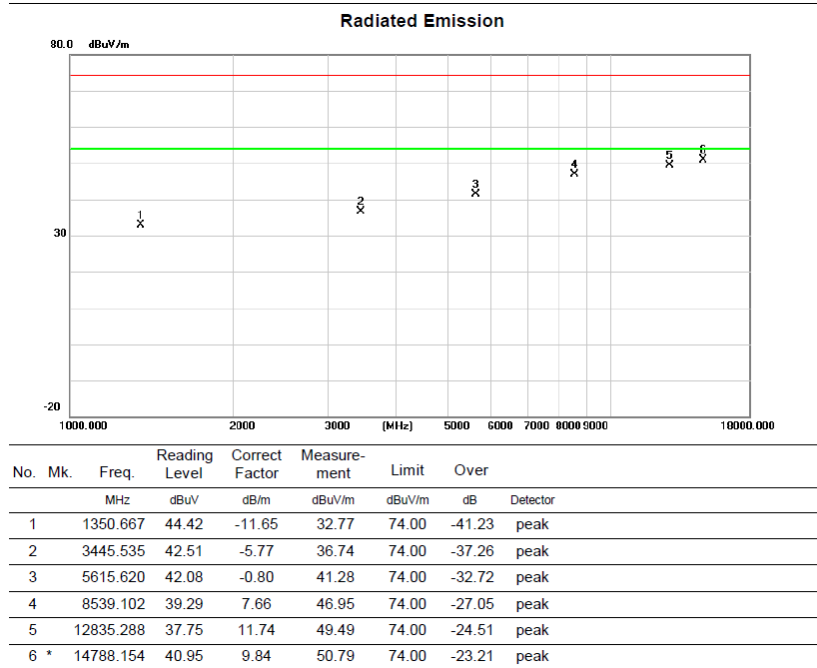 Radiated Emission
80.0 dBuV/m
1
2
3
4
5
6
30
-20
1000.000 2000 3000 (MHz) 5000 6000 7000 8000 9000 18000.000
No. Mk. Freq. Reading Level Correct Factor Measure-ment Limit Over
MHz dBuV dB/m dBuV/m dBuV/m dB Detector
1 1350.667 44.42 -11.65 32.77 74.00 -41.23 peak
2 3445.535 42.51 -5.77 36.74 74.00 -37.26 peak
3 5615.620 42.08 -0.80 41.28 74.00 -32.72 peak
4 8539.102 39.29 7.66 46.95 74.00 -27.05 peak
5 12835.288 37.75 11.74 49.49 74.00 -24.51 peak
6 * 14788.154 40.95 9.84 50.79 74.00 -23.21 peak